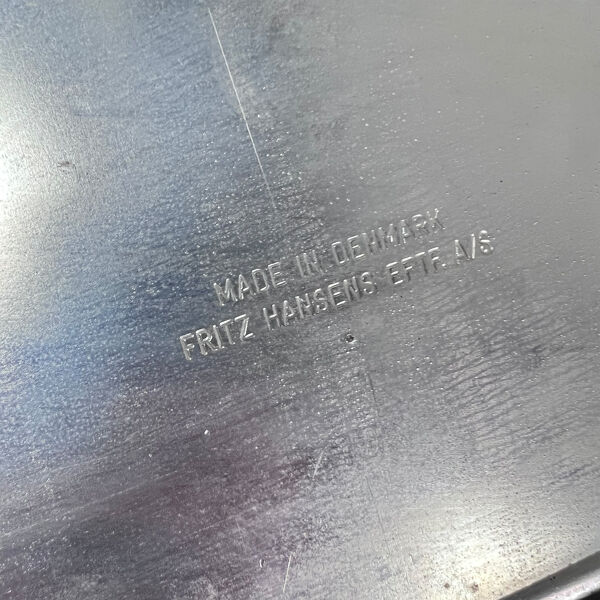 MADE IN DENMARK
FRITZ HANSENS EFTF. A/S